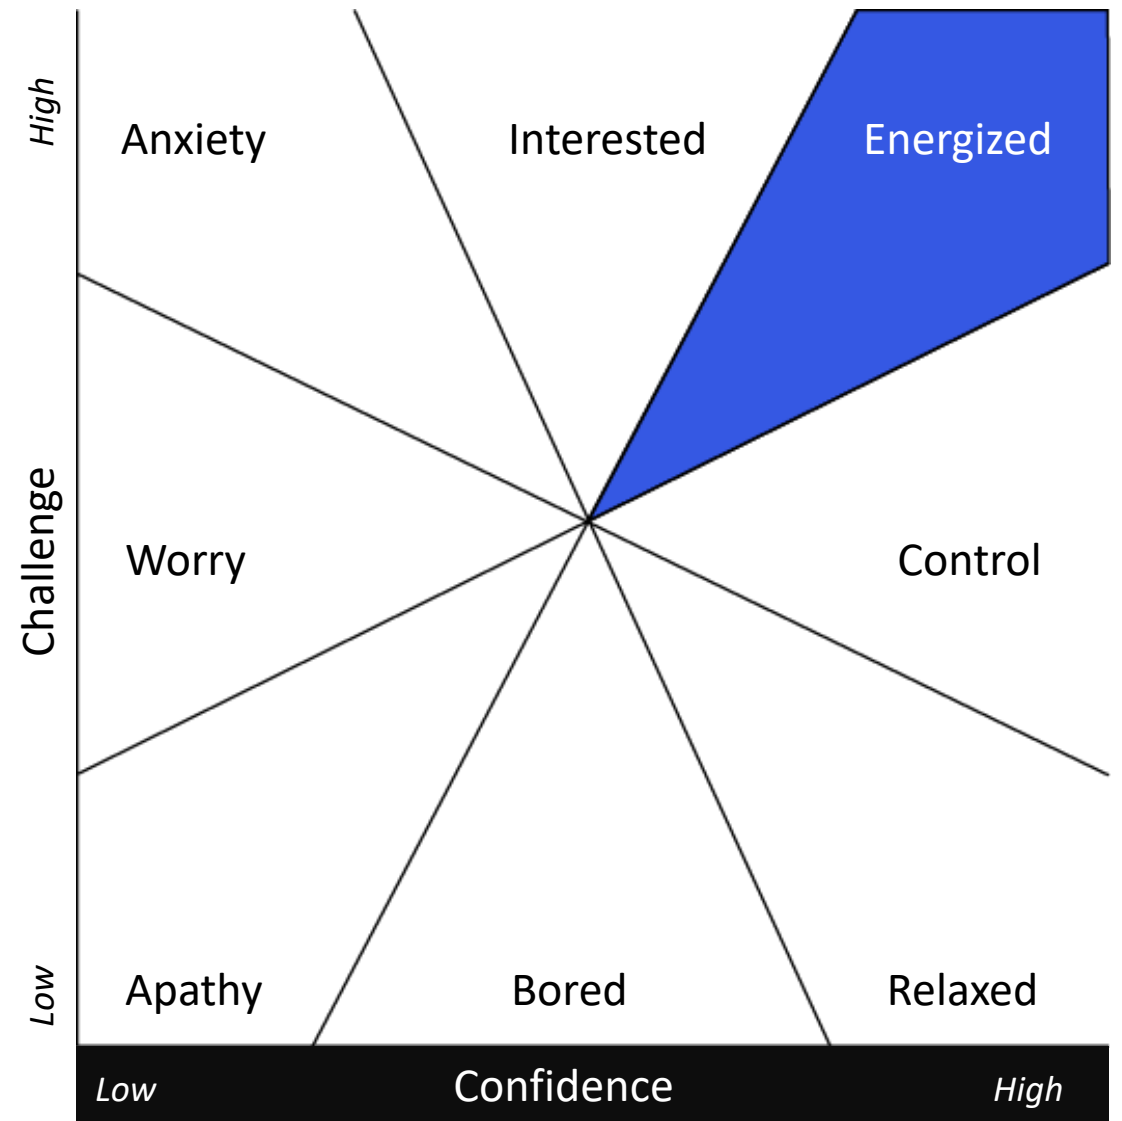 High
Anxiety
Interested
Energized
Challenge
Worry
Control
Low
Apathy
Bored
Relaxed
Low
Confidence
High